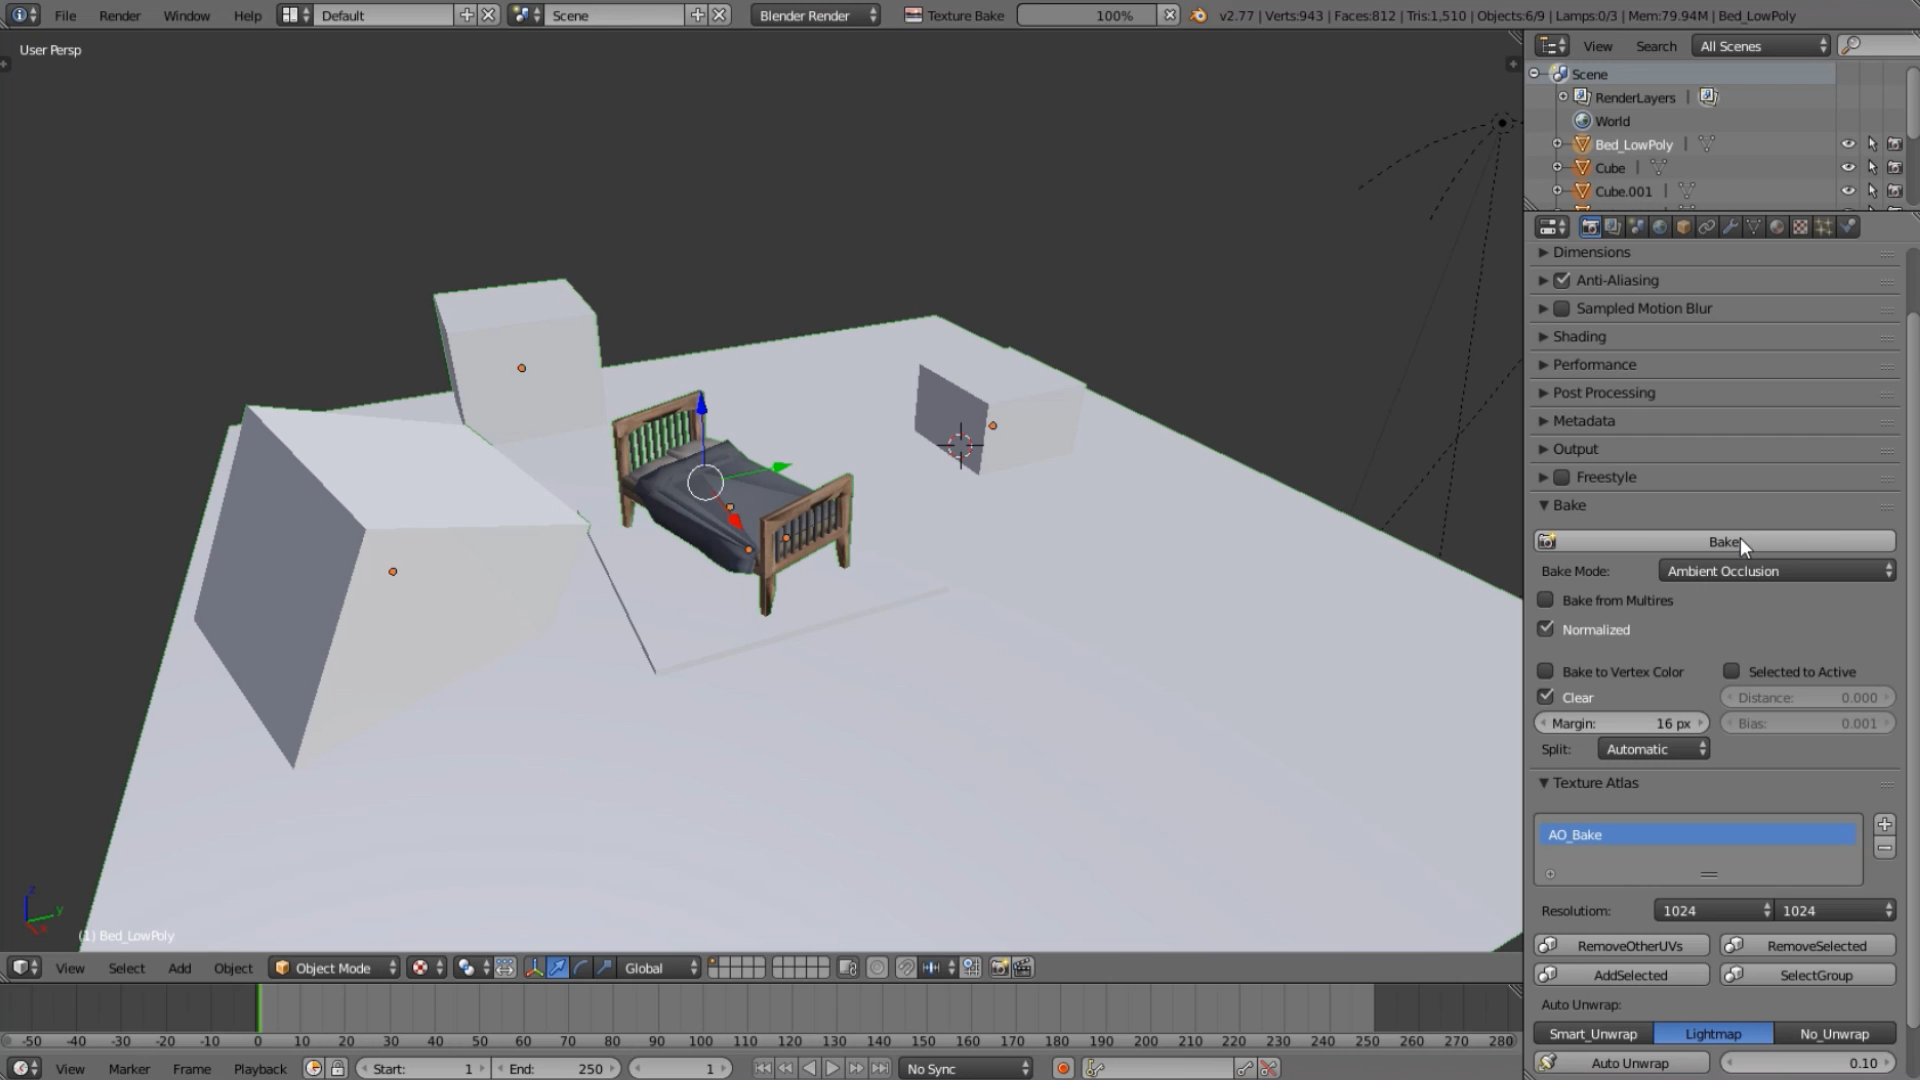 File Render Window Help Default Scene Blender Render Texture Bake 100% v2.77 | Verts:943 | Faces:812 | Tris:1,510 | Objects:6/9 | Lamps:0/3 | Mem:79.94M | Bed_LowPoly
User Persp
View Search All Scenes
Scene
RenderLayers
World
Bed_LowPoly
Cube
Cube.001
Dimensions
Anti-Aliasing
Sampled Motion Blur
Shading
Performance
Post Processing
Metadata
Output
Freestyle
Bake
Bake
Bake Mode: Ambient Occlusion
Bake from Multires
Normalized
Bake to Vertex Color Selected to Active
Clear Distance: 0.000
Margin: 16 px Bias: 0.001
Split: Automatic
Texture Atlas
AO_Bake
Resolutiom: 1024 1024
RemoveOtherUVs RemoveSelected
AddSelected SelectGroup
Auto Unwrap:
Smart_Unwrap Lightmap No_Unwrap
Auto Unwrap 0.10
z
y
x
(1) Bed_LowPoly
View Select Add Object Object Mode Global
-50 -40 -30 -20 -10 0 10 20 30 40 50 60 70 80 90 100 110 120 130 140 150 160 170 180 190 200 210 220 230 240 250 260 270 280
View Marker Frame Playback Start: 1 End: 250 1 No Sync